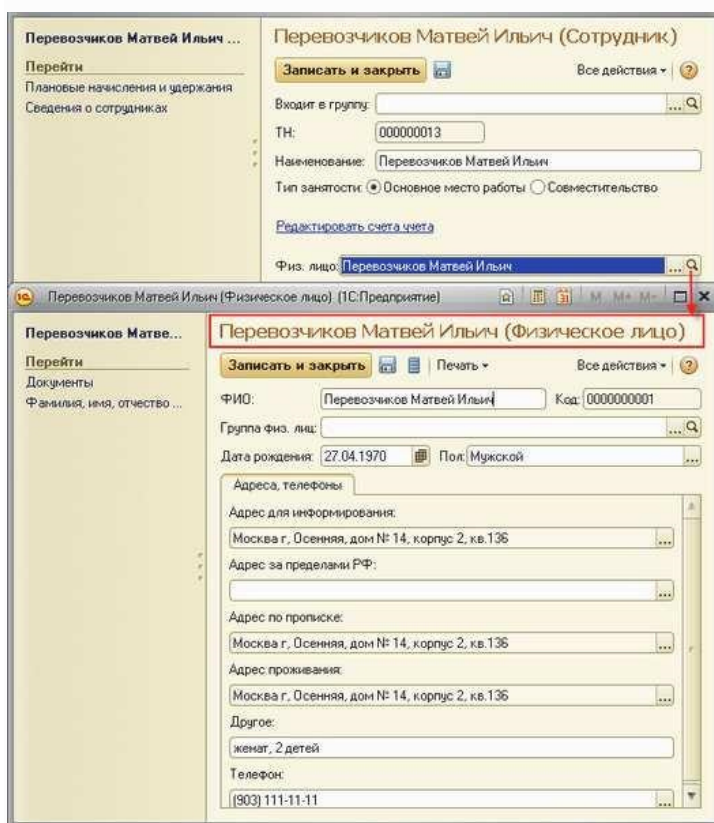 Перевозчиков Матвей Ильич ...
Перейти
Плановые начисления и удержания
Сведения о сотрудниках
Перевозчиков Матвей Ильич (Сотрудник)
Записать и закрыть Все действия ?
Входит в группу: ...
ТН: 000000013
Наименование: Перевозчиков Матвей Ильич
Тип занятости: Основное место работы Совместительство
Редактировать счета учета
Физ. лицо: Перевозчиков Матвей Ильич ...
1С Перевозчиков Матвей Ильич (Физическое лицо) (1С:Предприятие) 31 M M+ M-
Перевозчиков Матве...
Перейти
Документы
Фамилия, имя, отчество ...
Перевозчиков Матвей Ильич (Физическое лицо)
Записать и закрыть Печать Все действия ?
ФИО: Перевозчиков Матвей Ильич Код: 0000000001
Группа физ. лиц: ...
Дата рождения: 27.04.1970 Пол: Мужской ...
Адреса, телефоны
Адрес для информирования:
Москва г, Осенняя, дом № 14, корпус 2, кв.136 ...
Адрес за пределами РФ:
...
Адрес по прописке:
Москва г, Осенняя, дом № 14, корпус 2, кв.136 ...
Адрес проживания:
Москва г, Осенняя, дом № 14, корпус 2, кв.136 ...
Другое:
женат, 2 детей
Телефон:
(903) 111-11-11 ...